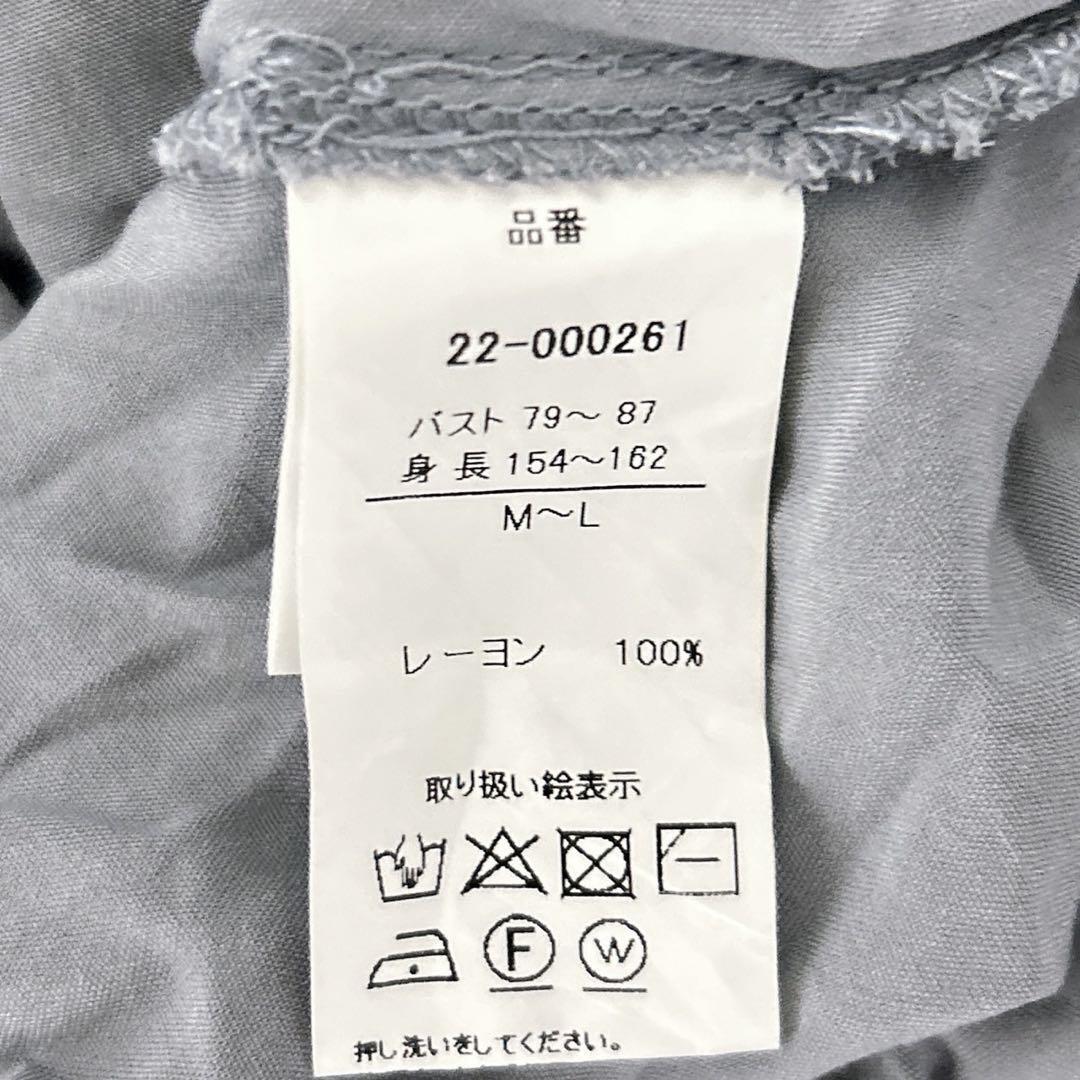 品番
22-000261
バスト 79～ 87
身 長 154～162
M～L
レーヨン 100%
取り扱い絵表示
F W
押し洗いをしてください。